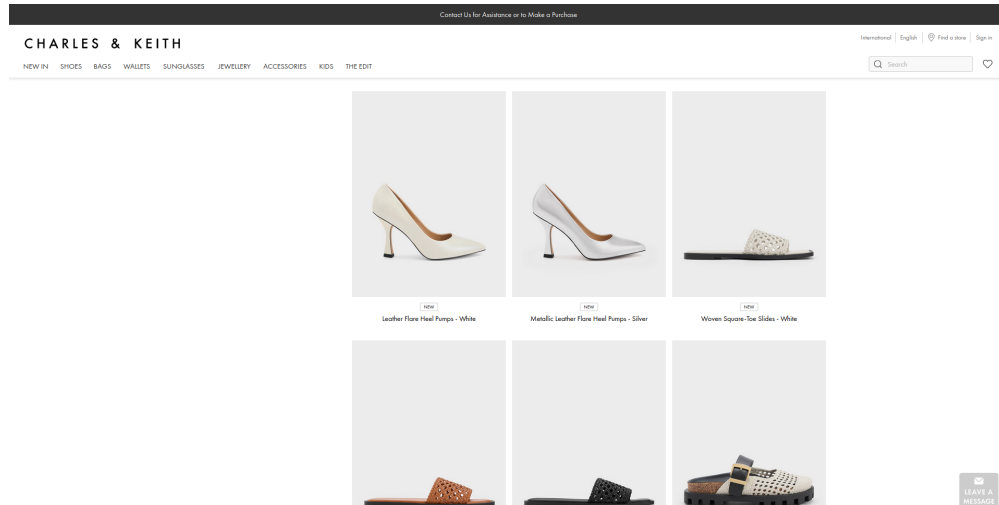 Contact Us for Assistance or to Make a Purchase
CHARLES & KEITH
International English Find a store Sign in
NEW IN SHOES BAGS WALLETS SUNGLASSES JEWELLERY ACCESSORIES KIDS THE EDIT
Search
NEW NEW NEW
Leather Flare Heel Pumps - White Metallic Leather Flare Heel Pumps - Silver Woven Square-Toe Slides - White
LEAVE A
MESSAGE